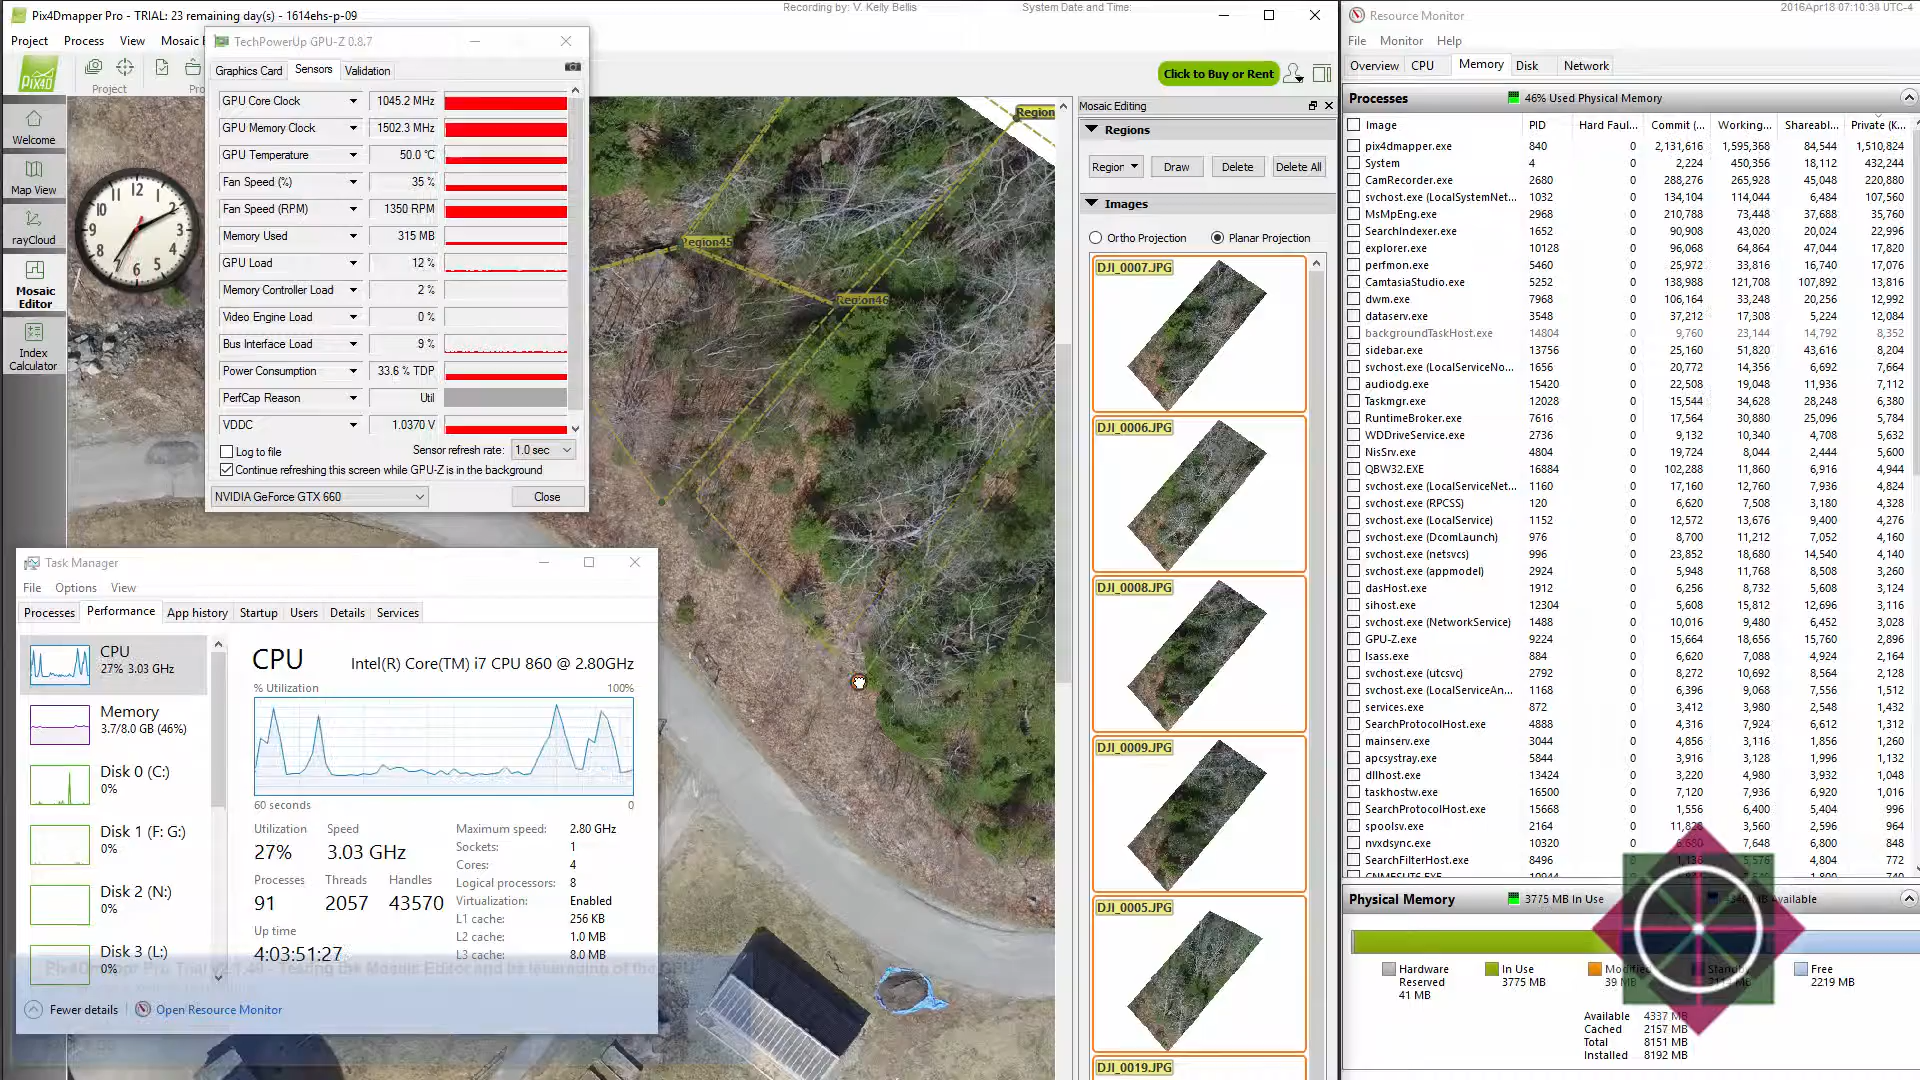 Recording by: V. Kelly Bellis
System Date and Time:
2016Apr18 07:10:38 UTC-4
Pix4Dmapper Pro - TRIAL: 23 remaining day(s) - 1614ehs-p-09
Project Process View Mosaic
PIX4D
Project
Click to Buy or Rent
Welcome
Map View
rayCloud
Mosaic Editor
Index Calculator
TechPowerUp GPU-Z 0.8.7
Graphics Card Sensors Validation
GPU Core Clock 1045.2 MHz
GPU Memory Clock 1502.3 MHz
GPU Temperature 50.0 °C
Fan Speed (%) 35 %
Fan Speed (RPM) 1350 RPM
Memory Used 315 MB
GPU Load 12 %
Memory Controller Load 2 %
Video Engine Load 0 %
Bus Interface Load 9 %
Power Consumption 33.6 % TDP
PerfCap Reason Util
VDDC 1.0370 V
Log to file
Sensor refresh rate: 1.0 sec
Continue refreshing this screen while GPU-Z is in the background
NVIDIA GeForce GTX 660
Close
12 1 2 3 4 5 6 7 8 9 10 11
Region
Region45
Region46
Task Manager
File Options View
Processes Performance App history Startup Users Details Services
CPU
27% 3.03 GHz
Memory
3.7/8.0 GB (46%)
Disk 0 (C:)
0%
Disk 1 (F: G:)
0%
Disk 2 (N:)
0%
Disk 3 (L:)
0%
CPU
Intel(R) Core(TM) i7 CPU 860 @ 2.80GHz
% Utilization 100%
60 seconds 0
Utilization Speed
27% 3.03 GHz
Processes Threads Handles
91 2057 43570
Up time
4:03:51:27
Maximum speed: 2.80 GHz
Sockets: 1
Cores: 4
Logical processors: 8
Virtualization: Enabled
L1 cache: 256 KB
L2 cache: 1.0 MB
L3 cache: 8.0 MB
Fewer details
Open Resource Monitor
Mosaic Editing
Regions
Region Draw Delete Delete All
Images
Ortho Projection Planar Projection
DJI_0007.JPG
DJI_0006.JPG
DJI_0008.JPG
DJI_0009.JPG
DJI_0005.JPG
DJI_0019.JPG
Resource Monitor
File Monitor Help
Overview CPU Memory Disk Network
Processes 46% Used Physical Memory
Image PID Hard Faul... Commit (... Working... Shareabl... Private (K...
pix4dmapper.exe 840 0 2,131,616 1,595,368 84,544 1,510,824
System 4 0 2,224 450,356 18,112 432,244
CamRecorder.exe 2680 0 288,276 265,928 45,048 220,880
svchost.exe (LocalSystemNet... 1032 0 134,104 114,044 6,484 107,560
MsMpEng.exe 2968 0 210,788 73,448 37,688 35,760
SearchIndexer.exe 1652 0 90,908 43,020 20,024 22,996
explorer.exe 10128 0 96,068 64,864 47,044 17,820
perfmon.exe 5460 0 25,972 33,816 16,740 17,076
CamtasiaStudio.exe 5252 0 138,988 121,708 107,892 13,816
dwm.exe 7968 0 106,164 33,248 20,256 12,992
dataserv.exe 3548 0 37,212 17,308 5,224 12,084
backgroundTaskHost.exe 14804 0 9,760 23,144 14,792 8,352
sidebar.exe 13756 0 25,160 51,820 43,616 8,204
svchost.exe (LocalServiceNo... 1656 0 20,772 14,356 6,692 7,664
audiodg.exe 15420 0 22,508 19,048 11,936 7,112
Taskmgr.exe 12028 0 15,544 34,628 28,248 6,380
RuntimeBroker.exe 7616 0 17,564 30,880 25,096 5,784
WDDriveService.exe 2736 0 9,132 10,340 4,708 5,632
NisSrv.exe 4804 0 19,724 8,044 2,444 5,600
QBW32.EXE 16884 0 102,288 11,860 6,916 4,944
svchost.exe (LocalServiceNet... 1160 0 17,160 12,760 7,936 4,824
svchost.exe (RPCSS) 120 0 6,620 7,508 3,180 4,328
svchost.exe (LocalService) 1152 0 12,572 13,676 9,400 4,276
svchost.exe (DcomLaunch) 976 0 8,700 11,212 7,052 4,160
svchost.exe (netsvcs) 996 0 23,852 18,680 14,540 4,140
svchost.exe (appmodel) 2924 0 5,948 11,768 8,508 3,260
dasHost.exe 1912 0 6,256 8,732 5,608 3,124
sihost.exe 12304 0 5,608 15,812 12,696 3,116
svchost.exe (NetworkService) 1488 0 10,016 9,480 6,452 3,028
GPU-Z.exe 9224 0 15,664 18,656 15,760 2,896
lsass.exe 884 0 6,620 7,088 4,924 2,164
svchost.exe (utcsvc) 2792 0 8,272 10,692 8,564 2,128
svchost.exe (LocalServiceAn... 1168 0 6,396 9,068 7,556 1,512
services.exe 872 0 3,412 3,980 2,548 1,432
SearchProtocolHost.exe 4888 0 4,316 7,924 6,612 1,312
mainserv.exe 3044 0 4,856 3,116 1,856 1,260
apcsystray.exe 5844 0 3,916 3,128 1,996 1,132
dllhost.exe 13424 0 3,220 4,980 3,932 1,048
taskhostw.exe 16500 0 7,120 7,936 6,920 1,016
SearchProtocolHost.exe 15668 0 1,556 6,400 5,404 996
spoolsv.exe 2164 0 11,828 3,560 2,596 964
nvxdsync.exe 10320 0 6,680 7,648 6,800 848
SearchFilterHost.exe 8496 0 1,136 5,576 4,804 772
Physical Memory 3775 MB In Use Available
Hardware Reserved 41 MB
In Use 3775 MB
Modified 39 MB
Free 2219 MB
Available 4337 MB
Cached 2157 MB
Total 8151 MB
Installed 8192 MB